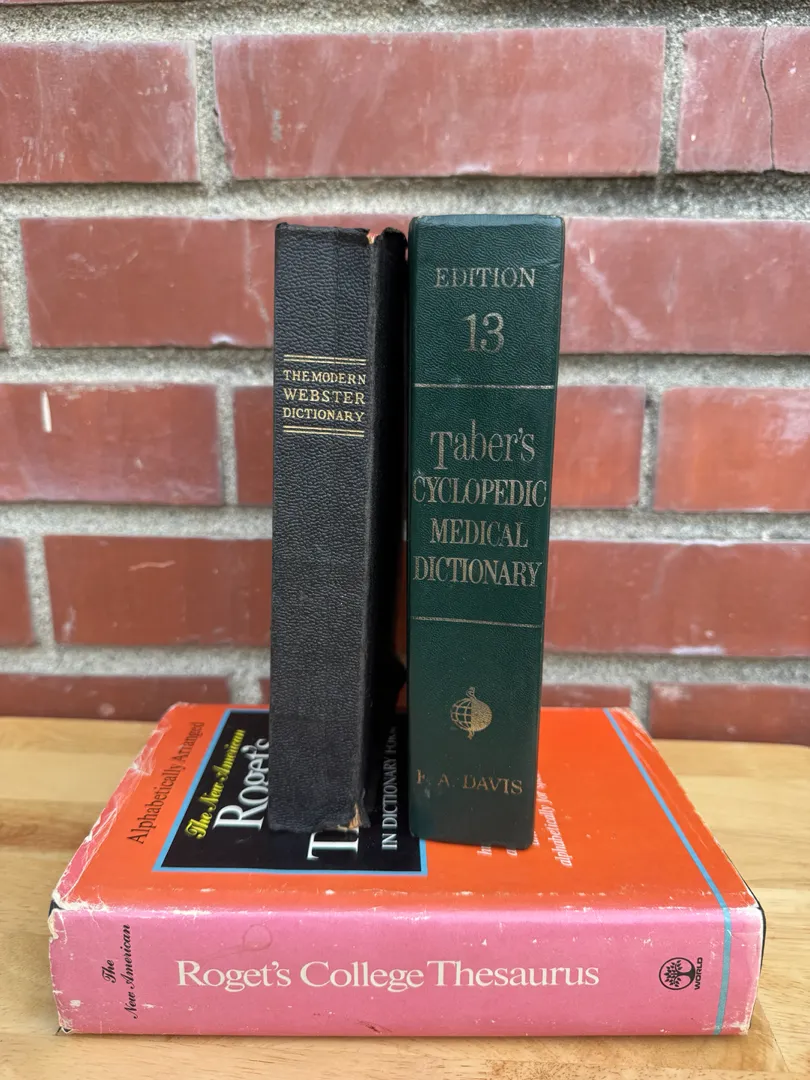 THE MODERN
WEBSTER
DICTIONARY
EDITION
13
Taber's
CYCLOPEDIC
MEDICAL
DICTIONARY
F. A. DAVIS
Alphabetically Arranged
The New American
Roget's
IN DICTIONARY
alphabetically for
The
New American
Roget's College Thesaurus
WORLD